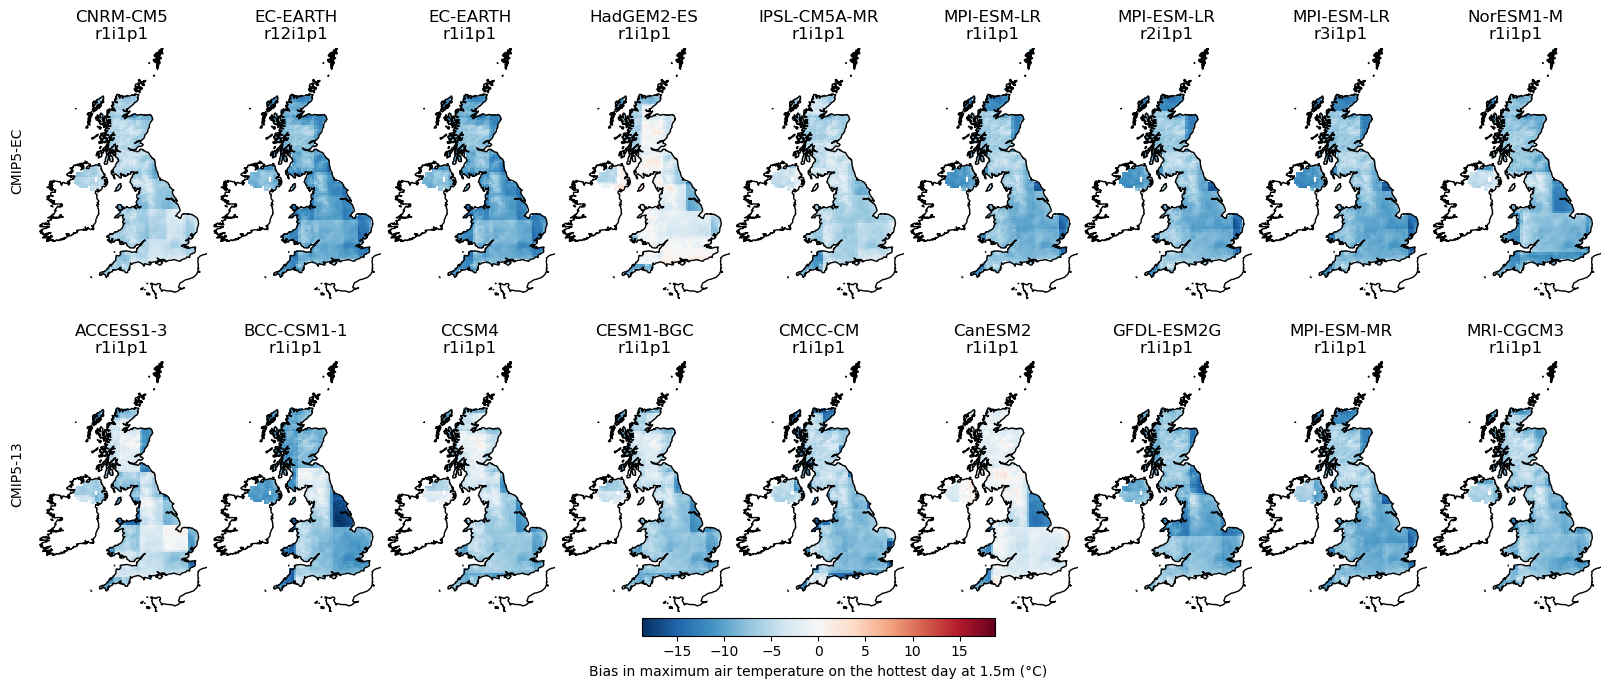 CNRM-CM5 EC-EARTH EC-EARTH HadGEM2-ES IPSL-CM5A-MR MPI-ESM-LR MPI-ESM-LR MPI-ESM-LR NorESM1-M
r1i1p1 r12i1p1 r1i1p1 r1i1p1 r1i1p1 r1i1p1 r2i1p1 r3i1p1 r1i1p1
CMIP5-EC
ACCESS1-3 BCC-CSM1-1 CCSM4 CESM1-BGC CMCC-CM CanESM2 GFDL-ESM2G MPI-ESM-MR MRI-CGCM3
r1i1p1 r1i1p1 r1i1p1 r1i1p1 r1i1p1 r1i1p1 r1i1p1 r1i1p1 r1i1p1
CMIP5-13
−15 −10 −5 0 5 10 15
Bias in maximum air temperature on the hottest day at 1.5m (°C)